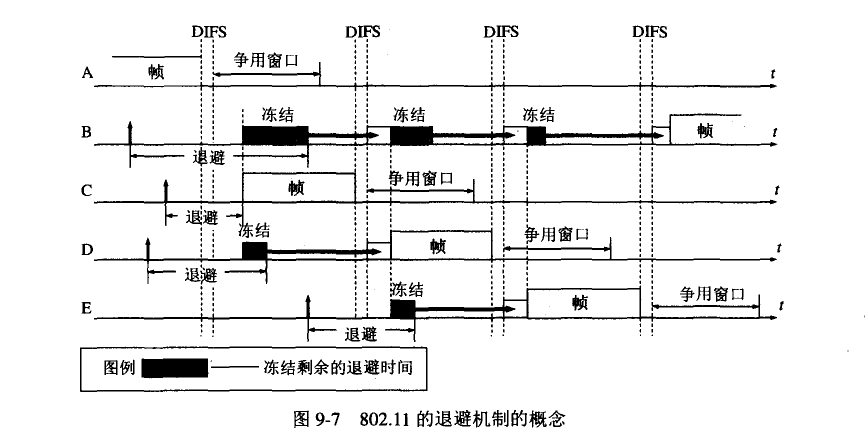 DIFS DIFS DIFS DIFS
A 帧 争用窗口 t
B 冻结 冻结 冻结 帧 t
退避
C 帧 争用窗口 t
退避
D 冻结 帧 争用窗口 t
退避
E 冻结 帧 争用窗口 t
退避
图例 冻结剩余的退避时间
图 9-7 802.11 的退避机制的概念